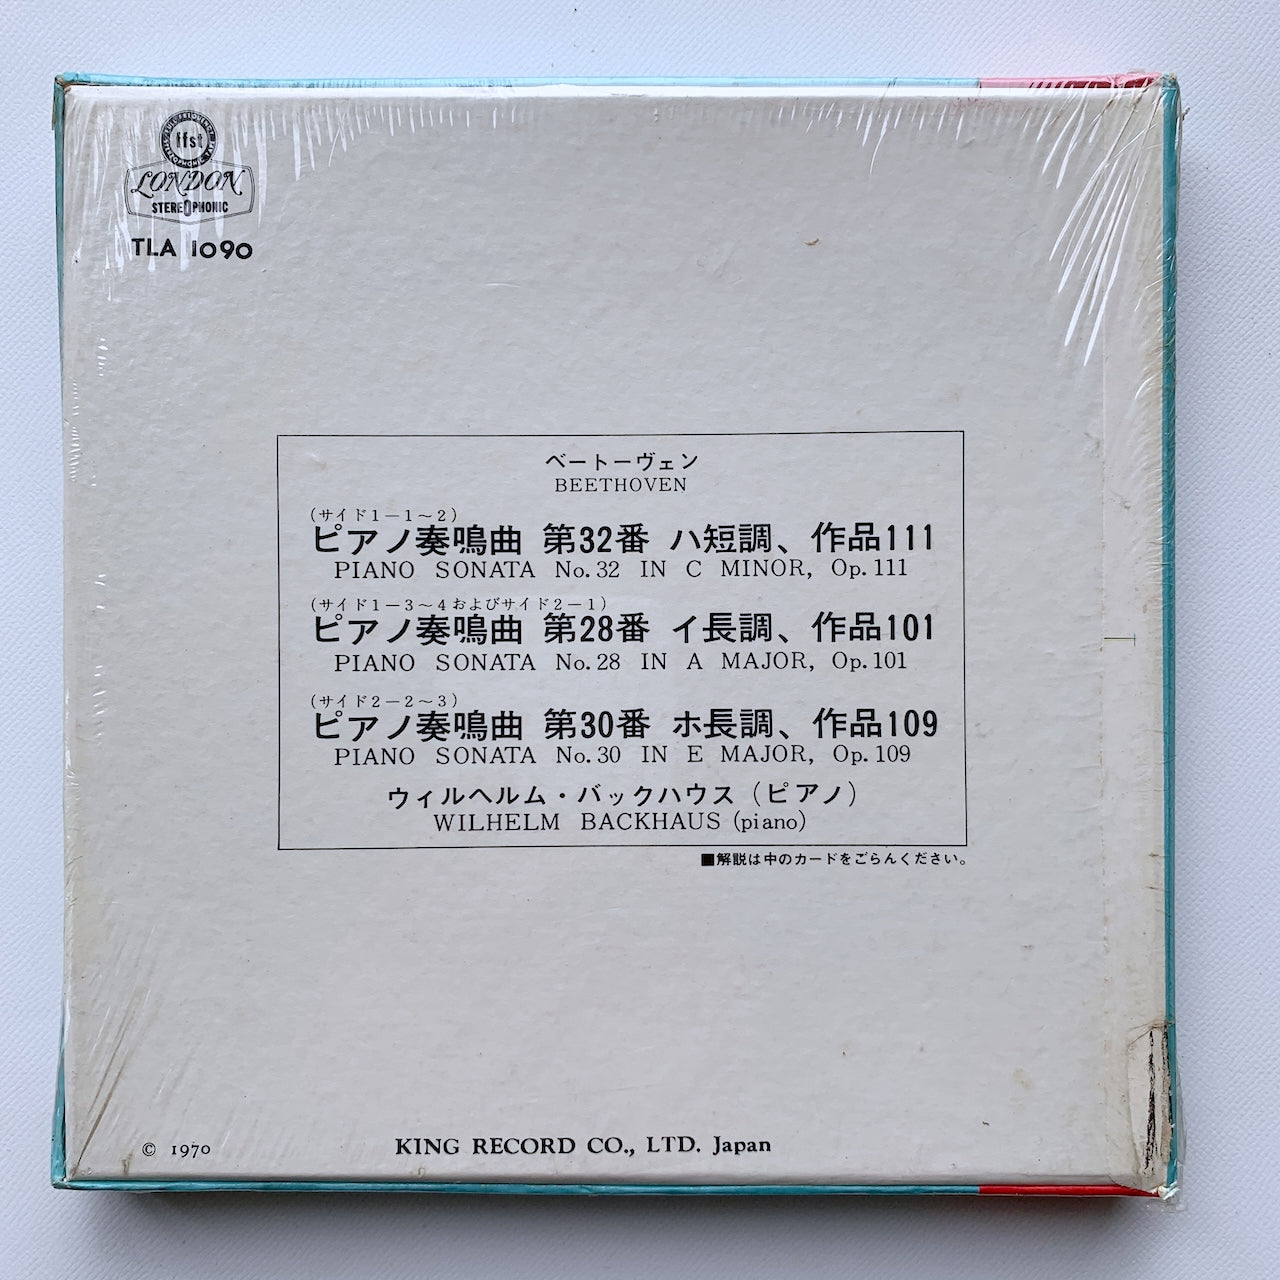 FULL FREQUENCY
ffst
STEREOPHONIC TAPE
LONDON
STEREOPHONIC
TLA 1090
ベートーヴェン
BEETHOVEN
(サイド1－1～2)
ピアノ奏鳴曲 第32番 ハ短調、作品111
PIANO SONATA No. 32 IN C MINOR, Op. 111
(サイド1－3～4およびサイド2－1)
ピアノ奏鳴曲 第28番 イ長調、作品101
PIANO SONATA No. 28 IN A MAJOR, Op. 101
(サイド2－2～3)
ピアノ奏鳴曲 第30番 ホ長調、作品109
PIANO SONATA No. 30 IN E MAJOR, Op. 109
ウィルヘルム・バックハウス(ピアノ)
WILHELM BACKHAUS (piano)
■解説は中のカードをごらんください。
© 1970
KING RECORD CO., LTD. Japan